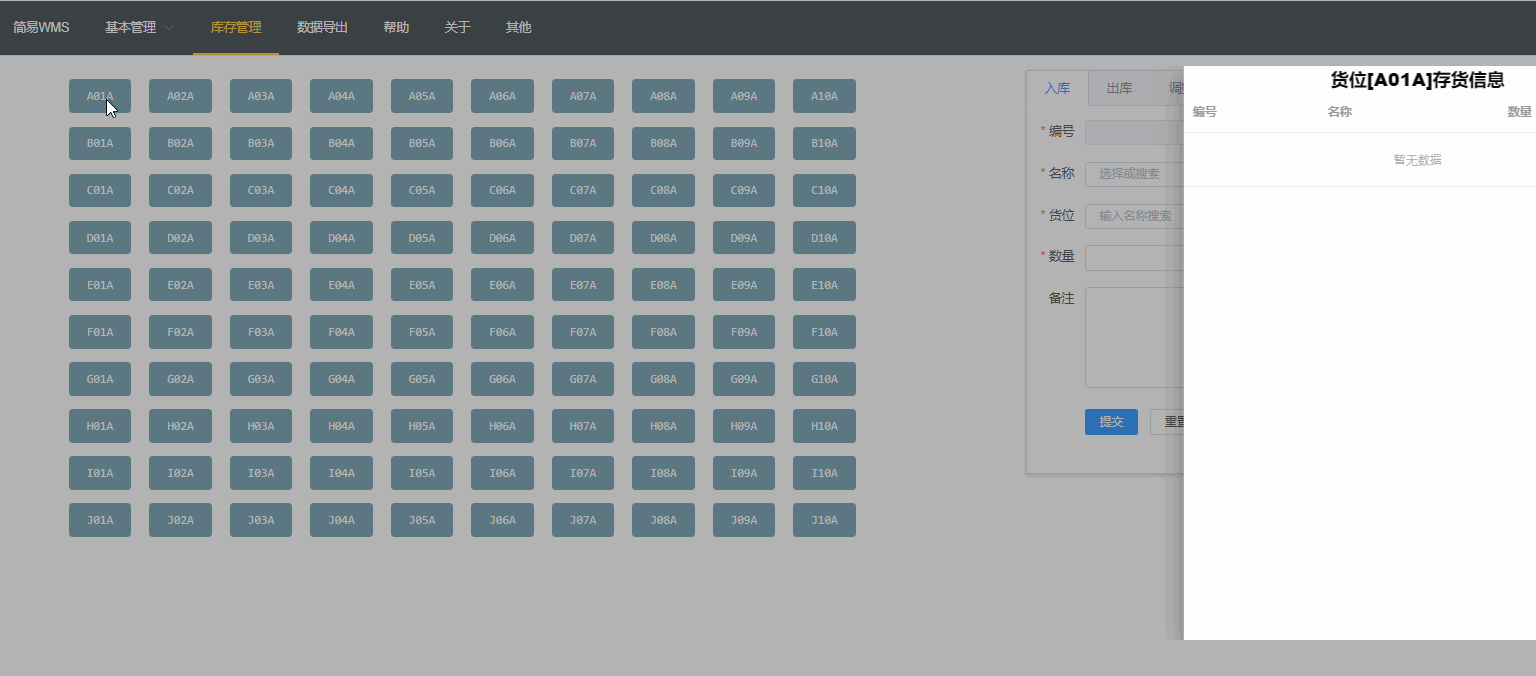 简易WMS 基本管理 库存管理 数据导出 帮助 关于 其他
A01A A02A A03A A04A A05A A06A A07A A08A A09A A10A
B01A B02A B03A B04A B05A B06A B07A B08A B09A B10A
C01A C02A C03A C04A C05A C06A C07A C08A C09A C10A
D01A D02A D03A D04A D05A D06A D07A D08A D09A D10A
E01A E02A E03A E04A E05A E06A E07A E08A E09A E10A
F01A F02A F03A F04A F05A F06A F07A F08A F09A F10A
G01A G02A G03A G04A G05A G06A G07A G08A G09A G10A
H01A H02A H03A H04A H05A H06A H07A H08A H09A H10A
I01A I02A I03A I04A I05A I06A I07A I08A I09A I10A
J01A J02A J03A J04A J05A J06A J07A J08A J09A J10A
入库 出库 调
* 编号
* 名称 选择或搜索
* 货位 输入名称搜索
* 数量
备注
提交 重置
货位[A01A]存货信息
编号 名称 数量
暂无数据